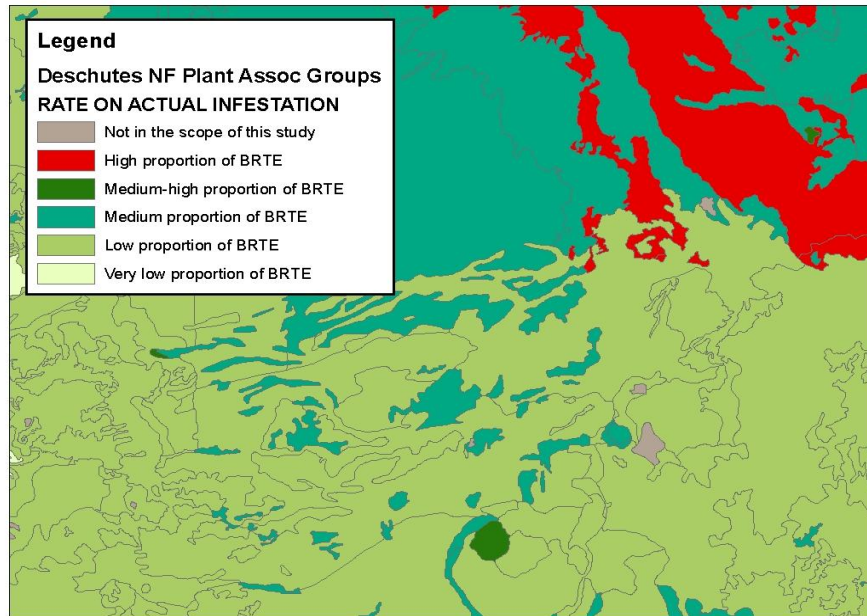 Legend
Deschutes NF Plant Assoc Groups
RATE ON ACTUAL INFESTATION
Not in the scope of this study
High proportion of BRTE
Medium-high proportion of BRTE
Medium proportion of BRTE
Low proportion of BRTE
Very low proportion of BRTE